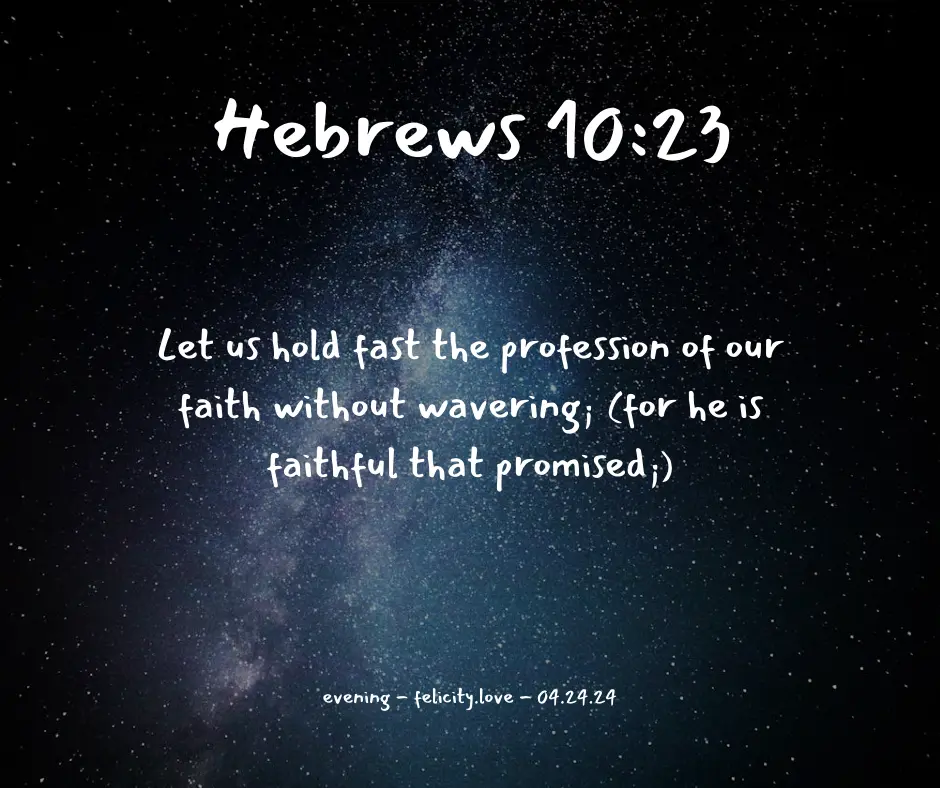 Hebrews 10:23
Let us hold fast the profession of our
faith without wavering; (for he is
faithful that promised;)
evening - felicity.love - 04.24.24